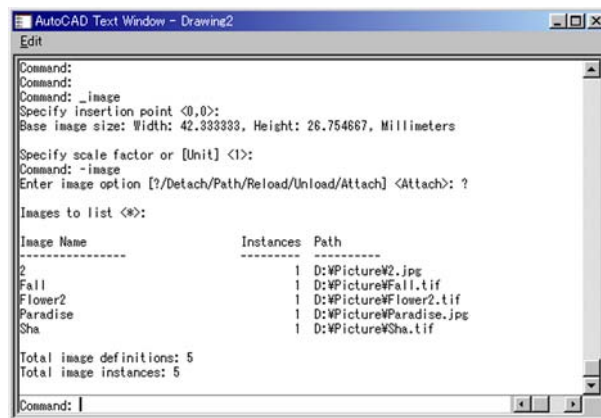 AutoCAD Text Window - Drawing2
Edit
Command:
Command:
Command: _image
Specify insertion point <0,0>:
Base image size: Width: 42.333333, Height: 26.754667, Millimeters
Specify scale factor or [Unit] <1>:
Command: -image
Enter image option [?/Detach/Path/Reload/Unload/Attach] <Attach>: ?
Images to list <*>:
Image Name Instances Path
---------------- --------- ----------
2 1 D:¥Picture¥2.jpg
Fall 1 D:¥Picture¥Fall.tif
Flower2 1 D:¥Picture¥Flower2.tif
Paradise 1 D:¥Picture¥Paradise.jpg
Sha 1 D:¥Picture¥Sha.tif
Total image definitions: 5
Total image instances: 5
Command: